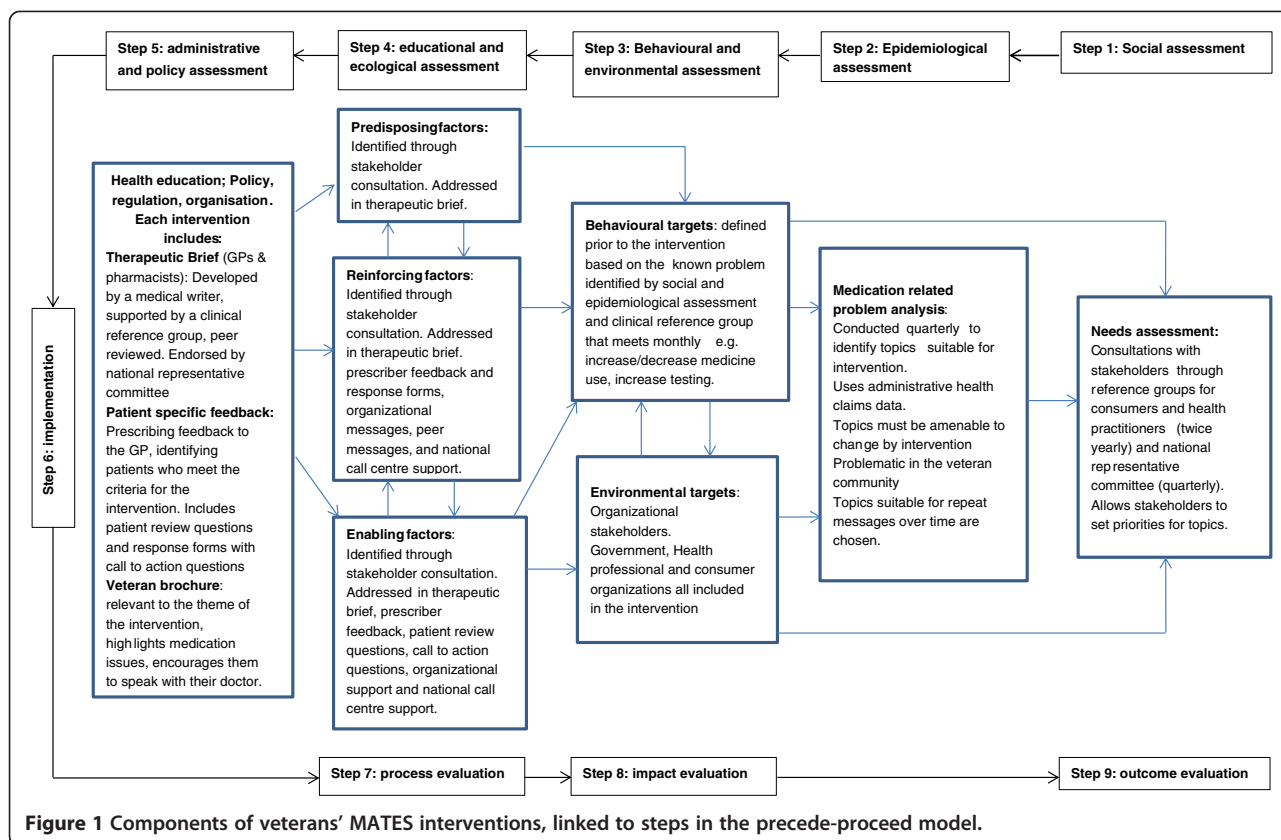 Step 5: administrative
and policy assessment
Step 4: educational and
ecological assessment
Step 3: Behavioural and
environmental assessment
Step 2: Epidemiological
assessment
Step 1: Social assessment
Step 6: implementation
Health education; Policy,
regulation, organisation.
Each intervention
includes:
Therapeutic Brief (GPs &
pharmacists): Developed
by a medical writer,
supported by a clinical
reference group, peer
reviewed. Endorsed by
national representative
committee
Patient specific feedback:
Prescribing feedback to
the GP, identifying
patients who meet the
criteria for the
intervention. Includes
patient review questions
and response forms with
call to action questions
Veteran brochure:
relevant to the theme of
the intervention,
highlights medication
issues, encourages them
to speak with their doctor.
Predisposing factors:
Identified through
stakeholder
consultation. Addressed
in therapeutic brief.
Reinforcing factors:
Identified through
stakeholder
consultation. Addressed
in therapeutic brief.
prescriber feedback and
response forms,
organizational
messages, peer
messages, and national
call centre support.
Enabling factors:
Identified through
stakeholder consultation.
Addressed in therapeutic
brief, prescriber
feedback, patient review
questions, call to action
questions, organizational
support and national call
centre support.
Behavioural targets: defined
prior to the intervention
based on the known problem
identified by social and
epidemiological assessment
and clinical reference group
that meets monthly e.g.
increase/decrease medicine
use, increase testing.
Environmental targets:
Organizational
stakeholders.
Government, Health
professional and consumer
organizations all included
in the intervention
Medication related
problem analysis:
Conducted quarterly to
identify topics suitable for
intervention.
Uses administrative health
claims data.
Topics must be amenable to
change by intervention
Problematic in the veteran
community
Topics suitable for repeat
messages over time are
chosen.
Needs assessment:
Consultations with
stakeholders through
reference groups for
consumers and health
practitioners (twice
yearly) and national
representative
committee (quarterly).
Allows stakeholders to
set priorities for topics.
Step 7: process evaluation
Step 8: impact evaluation
Step 9: outcome evaluation
Figure 1 Components of veterans' MATES interventions, linked to steps in the precede-proceed model.